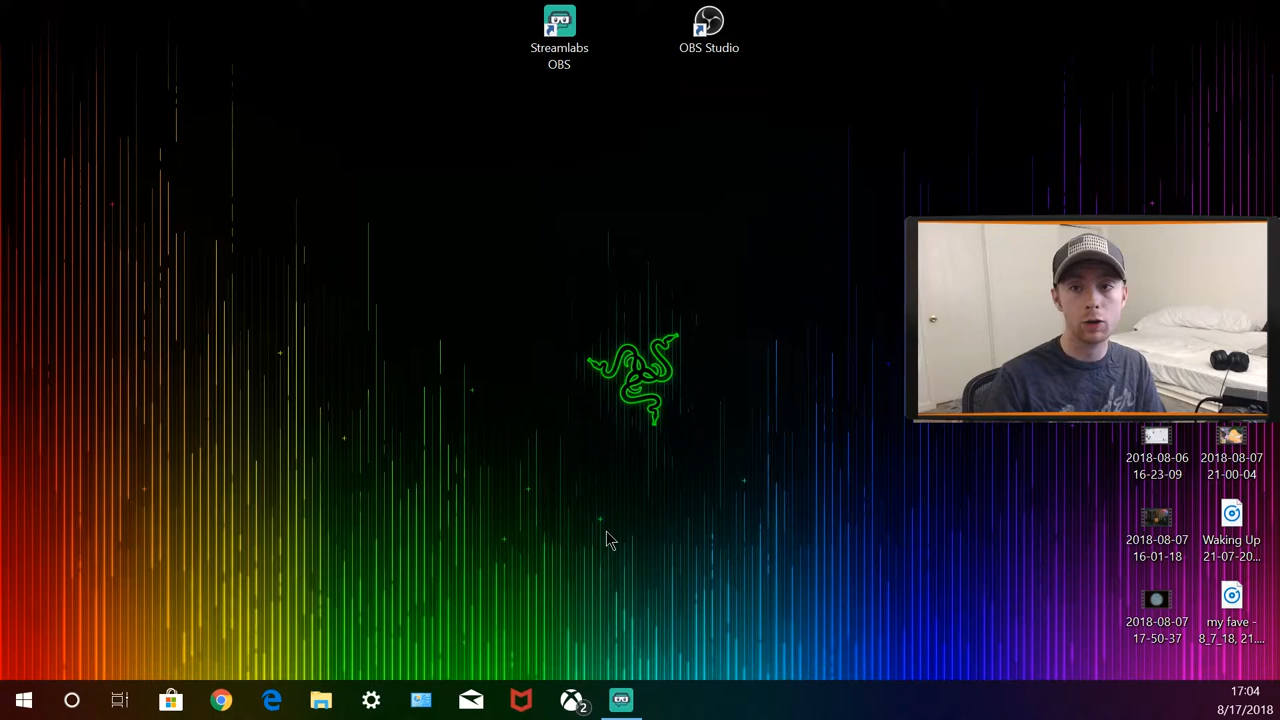 Streamlabs
OBS
OBS Studio
2018-08-06
16-23-09
2018-08-07
21-00-04
2018-08-07
16-01-18
Waking Up
21-07-20...
2018-08-07
17-50-37
my fave -
8_7_18, 21....
2
17:04
8/17/2018